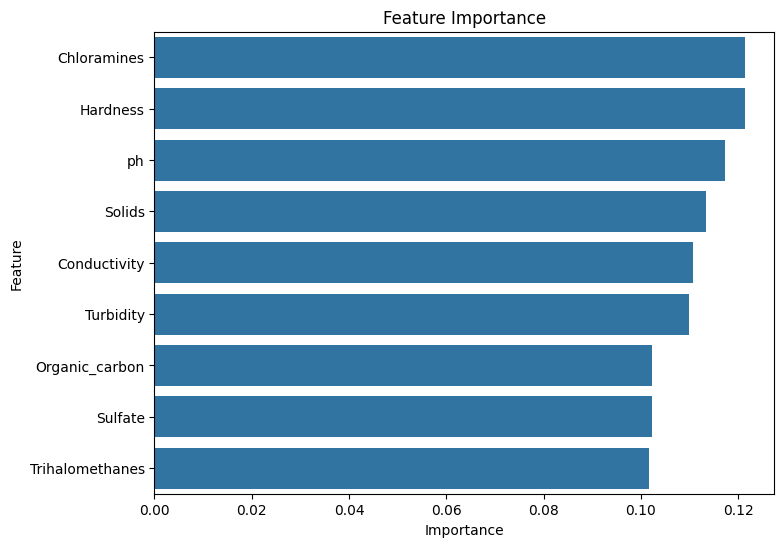 Feature Importance
Chloramines
Hardness
ph
Solids
Conductivity
Turbidity
Organic_carbon
Sulfate
Trihalomethanes
Feature
0.00 0.02 0.04 0.06 0.08 0.10 0.12
Importance